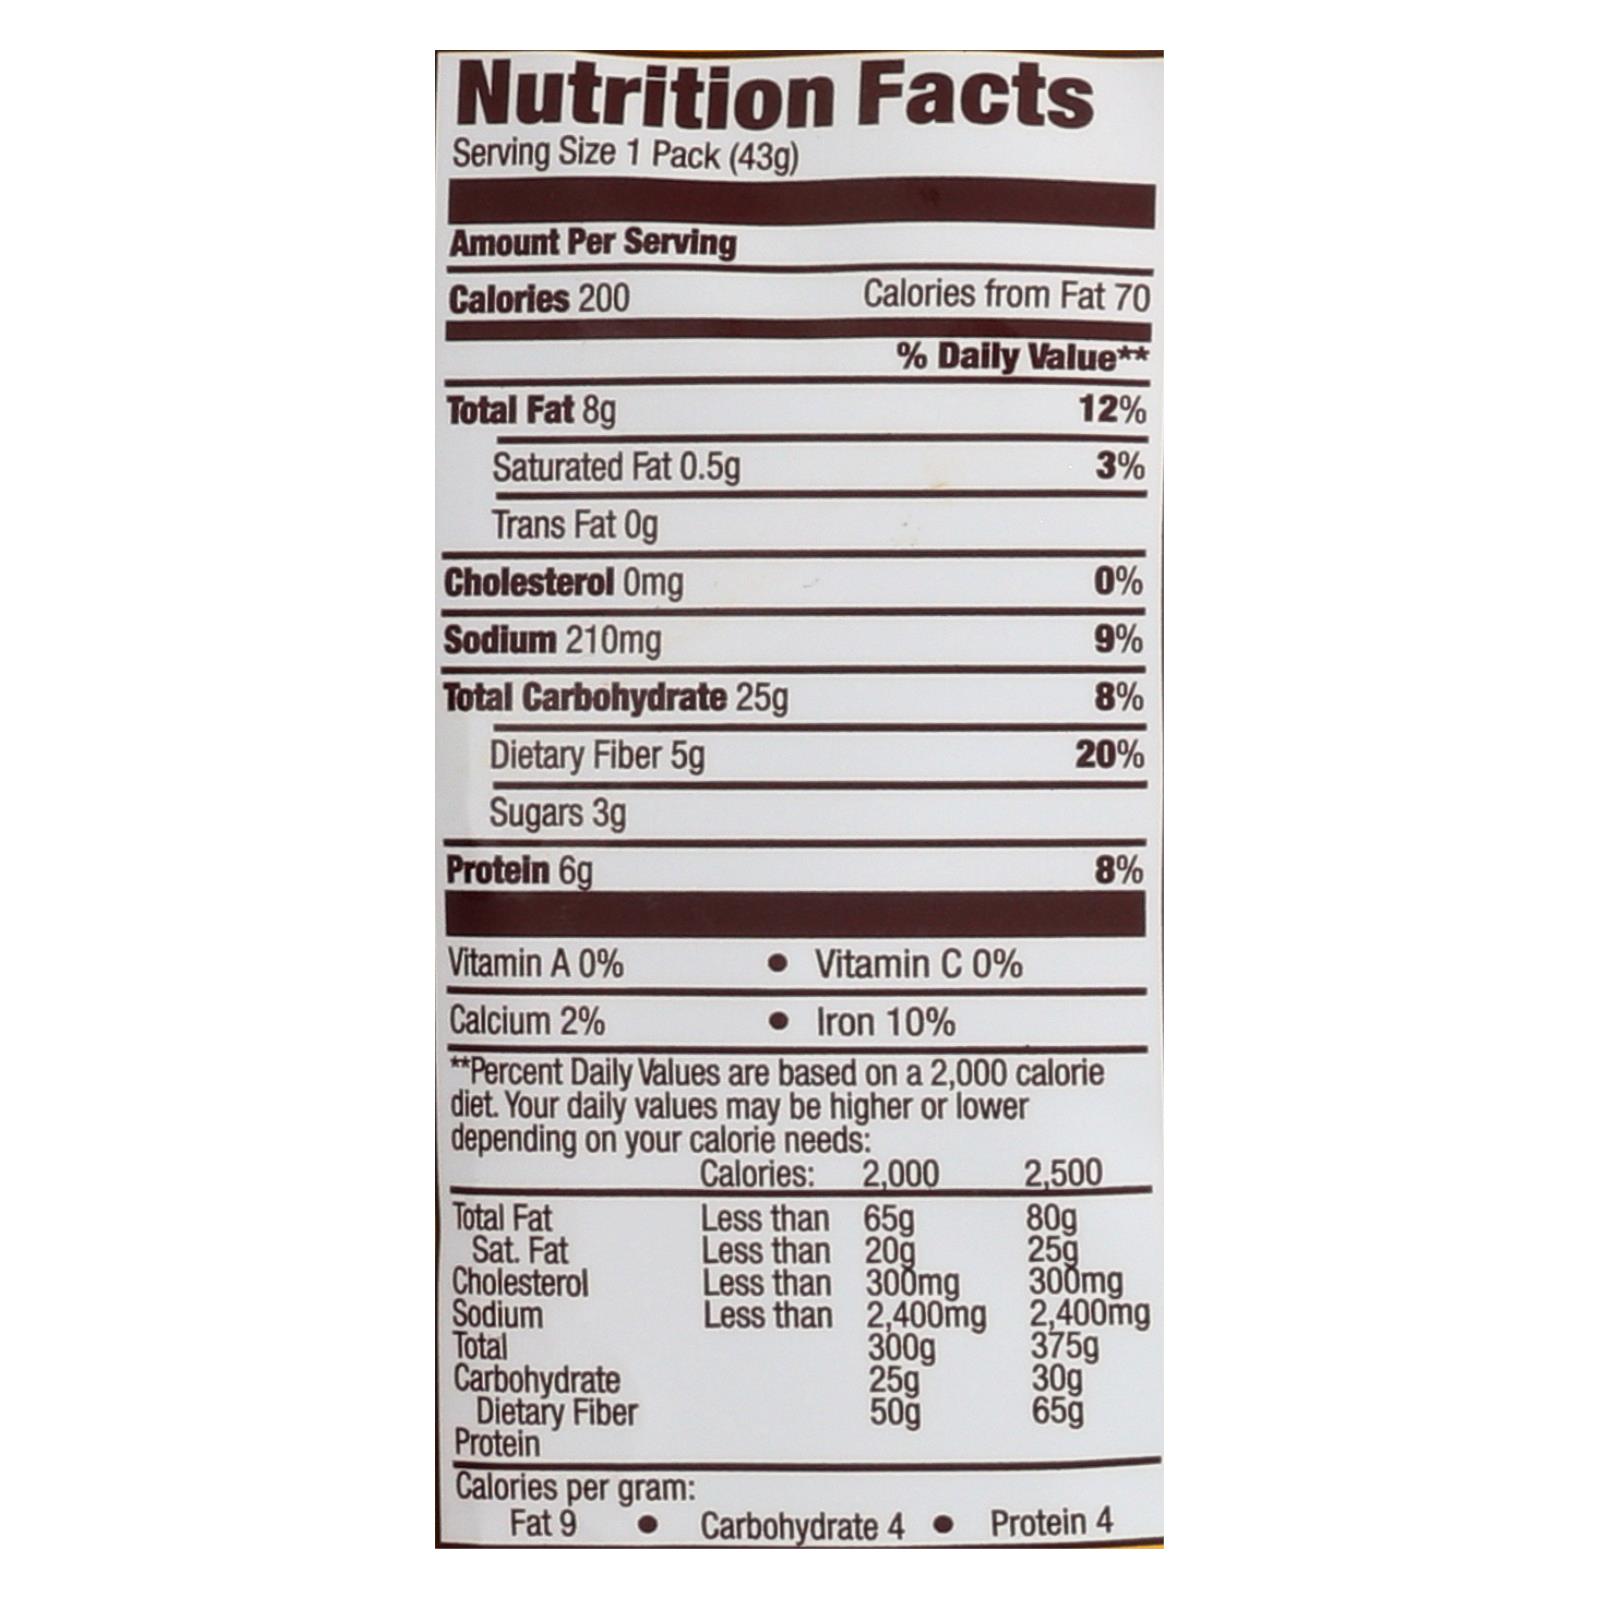 Nutrition Facts
Serving Size 1 Pack (43g)
Amount Per Serving
Calories 200 Calories from Fat 70
% Daily Value**
Total Fat 8g 12%
Saturated Fat 0.5g 3%
Trans Fat 0g
Cholesterol 0mg 0%
Sodium 210mg 9%
Total Carbohydrate 25g 8%
Dietary Fiber 5g 20%
Sugars 3g
Protein 6g 8%
Vitamin A 0% • Vitamin C 0%
Calcium 2% • Iron 10%
**Percent Daily Values are based on a 2,000 calorie
diet. Your daily values may be higher or lower
depending on your calorie needs:
Calories: 2,000 2,500
Total Fat Less than 65g 80g
Sat. Fat Less than 20g 25g
Cholesterol Less than 300mg 300mg
Sodium Less than 2,400mg 2,400mg
Total 300g 375g
Carbohydrate 25g 30g
Dietary Fiber 50g 65g
Protein
Calories per gram:
Fat 9 • Carbohydrate 4 • Protein 4